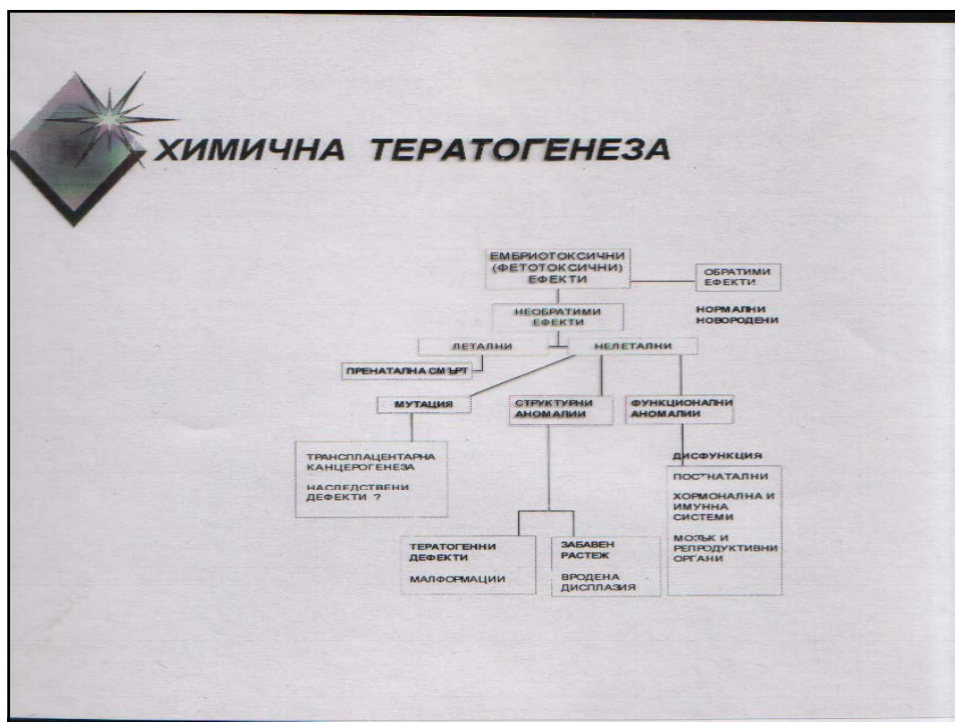 ХИМИЧНА ТЕРАТОГЕНЕЗА
ЕМБРИОТОКСИЧНИ
(ФЕТОТОКСИЧНИ)
ЕФЕКТИ
ОБРАТИМИ
ЕФЕКТИ
НОРМАЛНИ
НОВОРОДЕНИ
НЕОБРАТИМИ
ЕФЕКТИ
ЛЕТАЛНИ
НЕЛЕТАЛНИ
ПРЕНАТАЛНА СМЪРТ
МУТАЦИЯ
СТРУКТУРНИ
АНОМАЛИИ
ФУНКЦИОНАЛНИ
АНОМАЛИИ
ТРАНСПЛАЦЕНТАРНА
КАНЦЕРОГЕНЕЗА
НАСЛЕДСТВЕНИ
ДЕФЕКТИ ?
ДИСФУНКЦИЯ
ПОСТНАТАЛНИ
ХОРМОНАЛНА И
ИМУННА
СИСТЕМИ
МОЗЪК И
РЕПРОДУКТИВНИ
ОРГАНИ
ТЕРАТОГЕННИ
ДЕФЕКТИ
МАЛФОРМАЦИИ
ЗАБАВЕН
РАСТЕЖ
ВРОДЕНА
ДИСПЛАЗИЯ